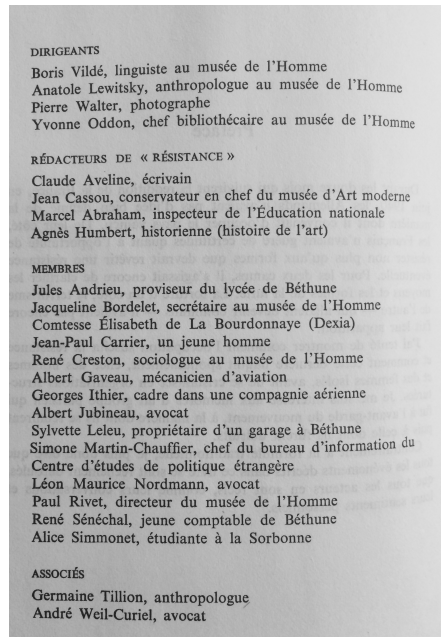 DIRIGEANTS
Boris Vildé, linguiste au musée de l'Homme
Anatole Lewitsky, anthropologue au musée de l'Homme
Pierre Walter, photographe
Yvonne Oddon, chef bibliothécaire au musée de l'Homme
RÉDACTEURS DE « RÉSISTANCE »
Claude Aveline, écrivain
Jean Cassou, conservateur en chef du musée d'Art moderne
Marcel Abraham, inspecteur de l'Éducation nationale
Agnès Humbert, historienne (histoire de l'art)
MEMBRES
Jules Andrieu, proviseur du lycée de Béthune
Jacqueline Bordelet, secrétaire au musée de l'Homme
Comtesse Élisabeth de La Bourdonnaye (Dexia)
Jean-Paul Carrier, un jeune homme
René Creston, sociologue au musée de l'Homme
Albert Gaveau, mécanicien d'aviation
Georges Ithier, cadre dans une compagnie aérienne
Albert Jubineau, avocat
Sylvette Leleu, propriétaire d'un garage à Béthune
Simone Martin-Chauffier, chef du bureau d'information du
Centre d'études de politique étrangère
Léon Maurice Nordmann, avocat
Paul Rivet, directeur du musée de l'Homme
René Sénéchal, jeune comptable de Béthune
Alice Simmonet, étudiante à la Sorbonne
ASSOCIÉS
Germaine Tillion, anthropologue
André Weil-Curiel, avocat